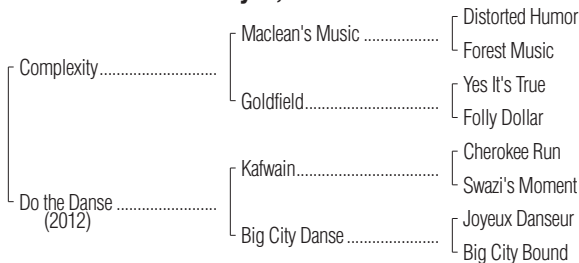 Distorted Humor
Maclean's Music ..................
Forest Music
Complexity............................
Yes It's True
Goldfield...............................
Folly Dollar
Cherokee Run
Kafwain.................................
Swazi's Moment
Do the Danse ........................
(2012)
Joyeux Danseur
Big City Danse ......................
Big City Bound